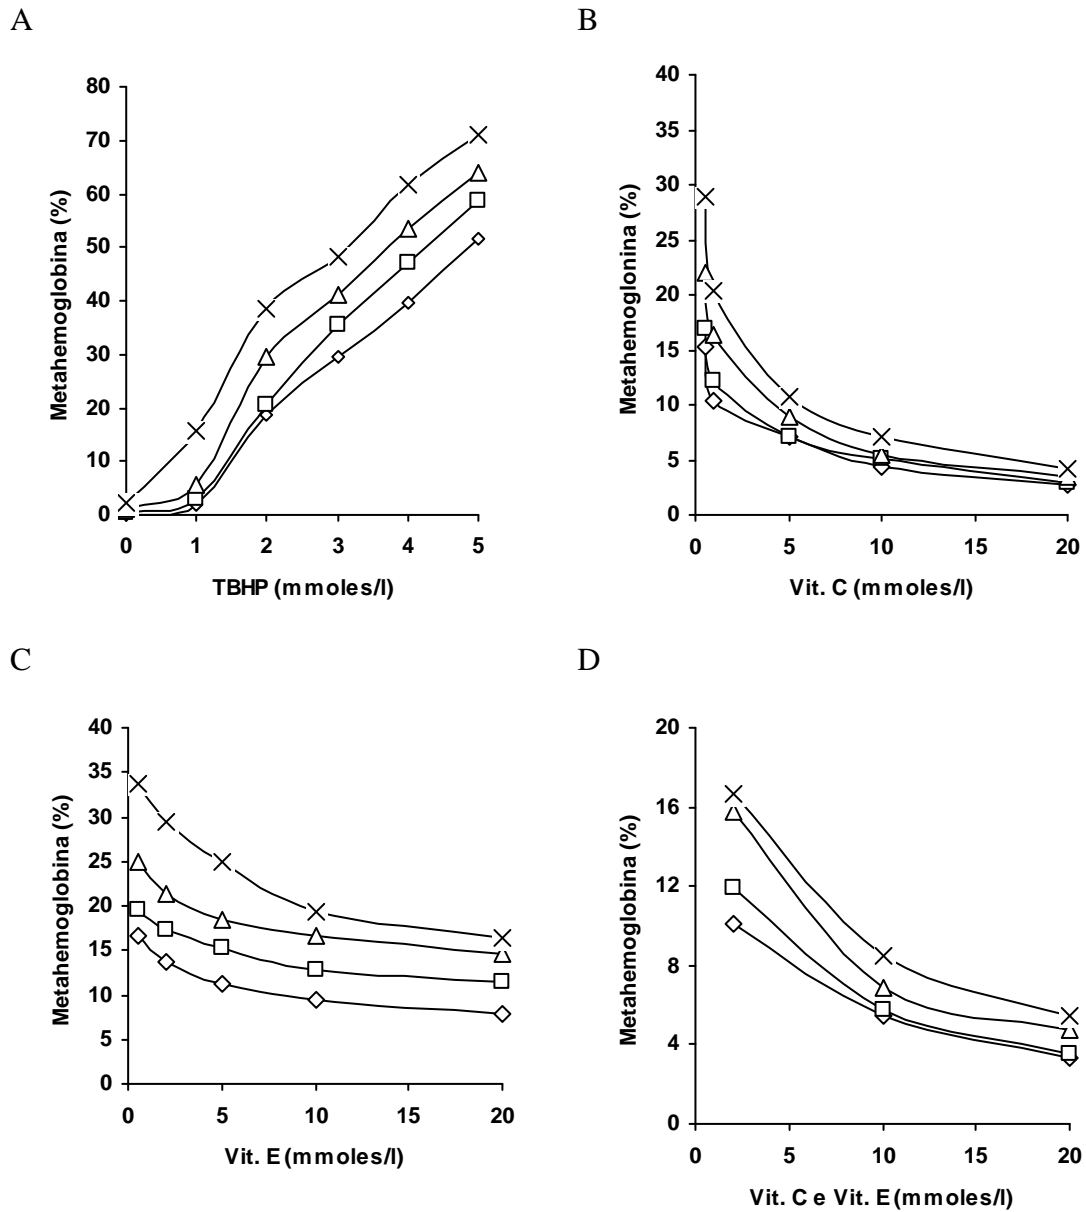 A
B
80
70
60
50
40
30
20
10
0
Metahemoglobina (%)
0 1 2 3 4 5
TBHP (mmoles/l)
40
35
30
25
20
15
10
5
0
Metahemoglonina (%)
0 5 10 15 20
Vit. C (mmoles/l)
C
D
40
35
30
25
20
15
10
5
0
Metahemoglobina (%)
0 5 10 15 20
Vit. E (mmoles/l)
20
16
12
8
4
0
Metahemoglobina (%)
0 5 10 15 20
Vit. C e Vit. E (mmoles/l)